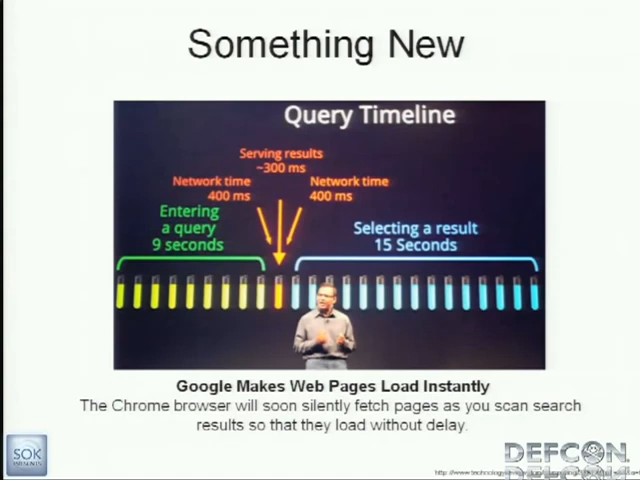 Something New
Query Timeline
Serving results
~300 ms
Network time
400 ms
Network time
400 ms
Entering
a query
9 seconds
Selecting a result
15 Seconds
Google Makes Web Pages Load Instantly
The Chrome browser will soon silently fetch pages as you scan search
results so that they load without delay.
SOK
DEFCON